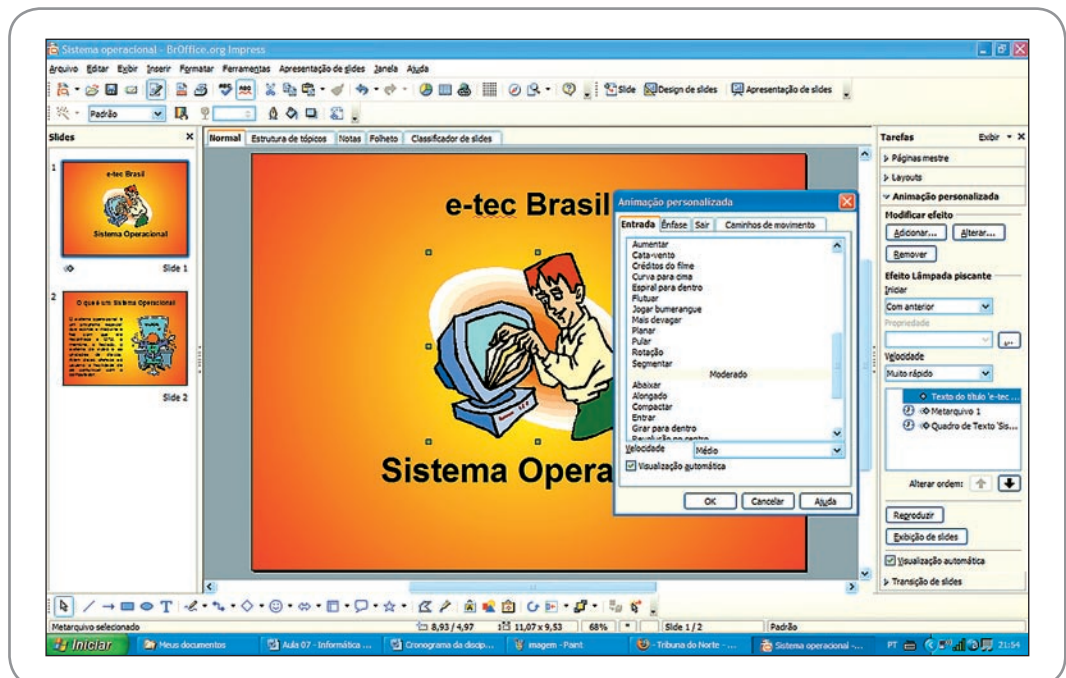 Sistema operacional - BrOffice.org Impress
Arquivo Editar Exibir Inserir Formatar Ferramentas Apresentação de slides Janela Ajuda
Slide Design de slides Apresentação de slides
Padrão
Slides
Normal Estrutura de tópicos Notas Folheto Classificador de slides
1
e-tec Brasil
Sistema Operacional
Slide 1
2
O que é um Sistema Operacional
Slide 2
e-tec Brasil
Sistema Opera
Animação personalizada
Entrada Ênfase Sair Caminhos de movimento
Aumentar
Cata-vento
Créditos do filme
Curva para cima
Espiral para dentro
Flutuar
Jogar bumerangue
Mais devagar
Planar
Pular
Rotação
Segmentar
Moderado
Abaixar
Alongado
Compactar
Entrar
Girar para dentro
Revolução no centro
Velocidade Médio
Visualização automática
OK Cancelar Ajuda
Tarefas Exibir
Páginas mestre
Layouts
Animação personalizada
Modificar efeito
Adicionar... Alterar...
Remover
Efeito Lâmpada piscante
Iniciar
Com anterior
Propriedade
Velocidade
Muito rápido
Texto do título 'e-tec ...
Metarquivo 1
Quadro de Texto 'Sis...
Alterar ordem:
Reproduzir
Exibição de slides
Visualização automática
Transição de slides
Metarquivo selecionado 8,93 / 4,97 11,07 x 9,53 68% * Slide 1 / 2 Padrão
Iniciar Meus documentos Aula 07 - Informática ... Cronograma da discip... imagem - Paint Tribuna do Norte - ... Sistema operacional -... PT 21:54